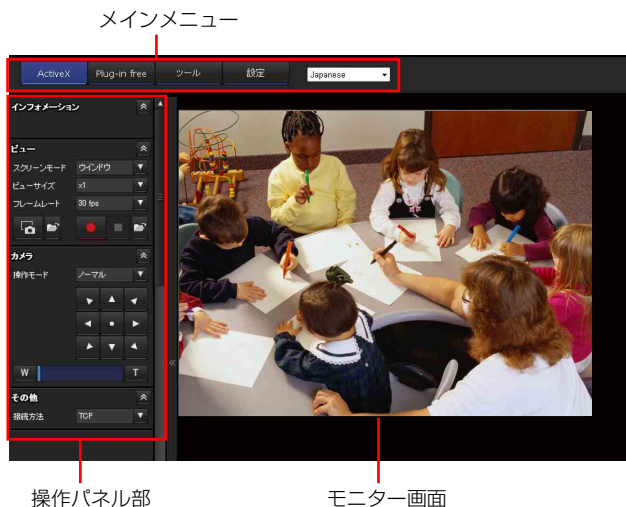 メインメニュー
ActiveX Plug-in free ツール 設定 Japanese
インフォメーション
ビュー
スクリーンモード ウインドウ
ビューサイズ x1
フレームレート 30 fps
カメラ
操作モード ノーマル
W T
その他
接続方法 TCP
操作パネル部 モニター画面